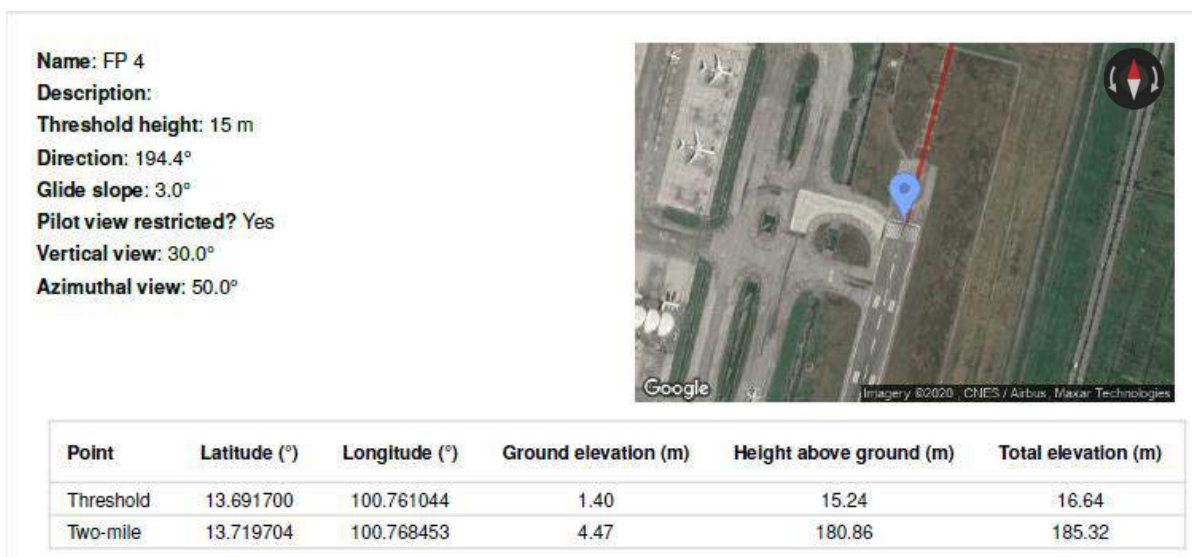 Name: FP 4
Description:
Threshold height: 15 m
Direction: 194.4°
Glide slope: 3.0°
Pilot view restricted? Yes
Vertical view: 30.0°
Azimuthal view: 50.0°
Google
Imagery ©2020 , CNES / Airbus, Maxar Technologies
Point Latitude (°) Longitude (°) Ground elevation (m) Height above ground (m) Total elevation (m)
Threshold 13.691700 100.761044 1.40 15.24 16.64
Two-mile 13.719704 100.768453 4.47 180.86 185.32